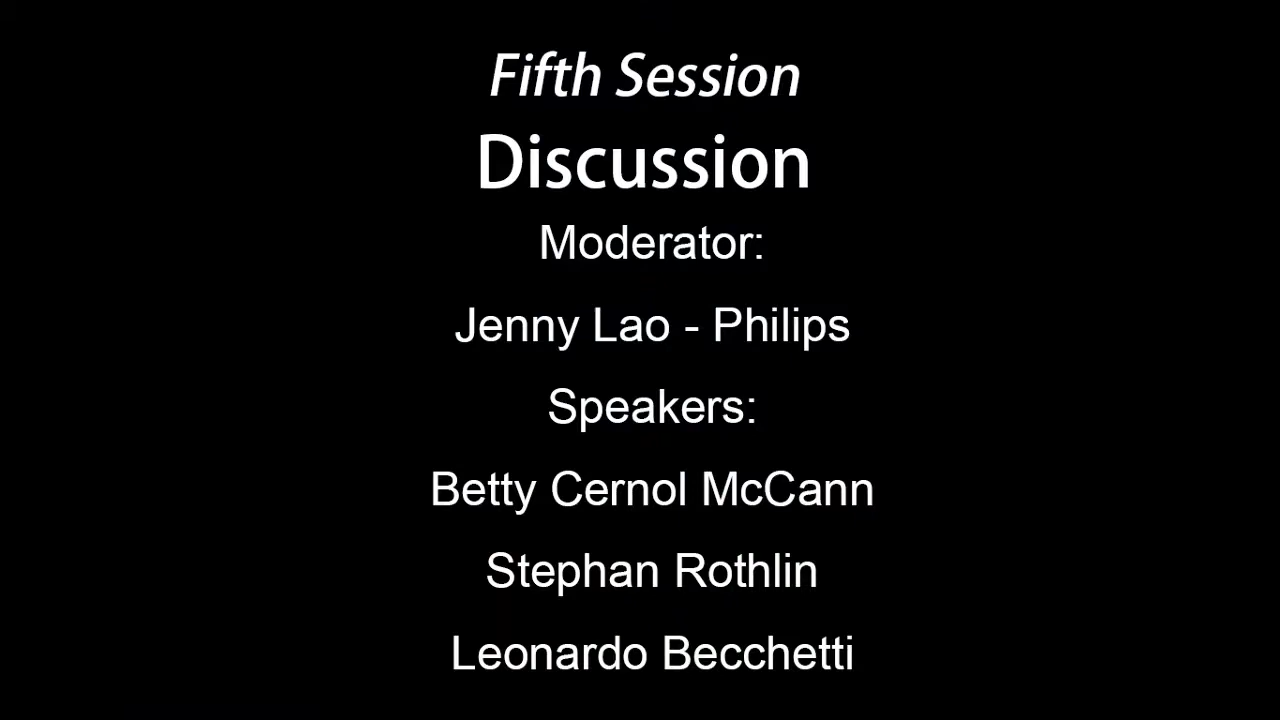 Fifth Session
Discussion
Moderator:
Jenny Lao - Philips
Speakers:
Betty Cernol McCann
Stephan Rothlin
Leonardo Becchetti